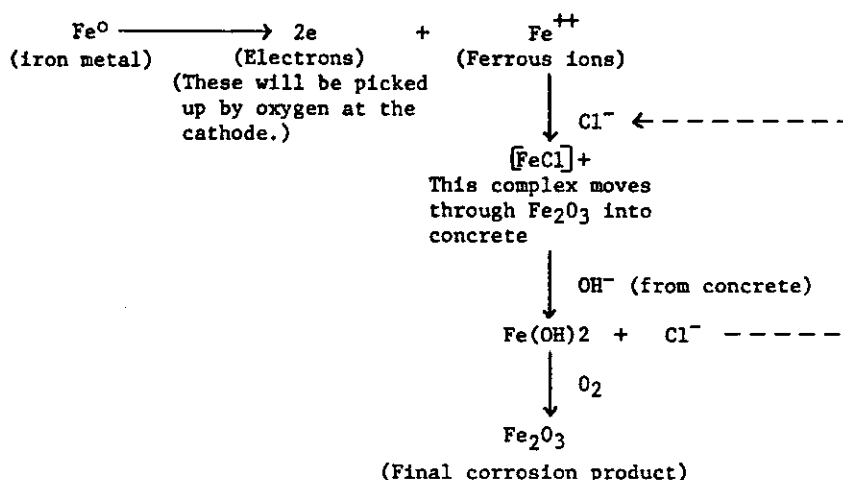 Fe⁰ ⟶ 2e + Fe⁺⁺
(iron metal) (Electrons) (Ferrous ions)
(These will be picked
up by oxygen at the
cathode.)
Cl⁻
[FeCl]+
This complex moves
through Fe₂O₃ into
concrete
OH⁻ (from concrete)
Fe(OH)2 + Cl⁻
O₂
Fe₂O₃
(Final corrosion product)